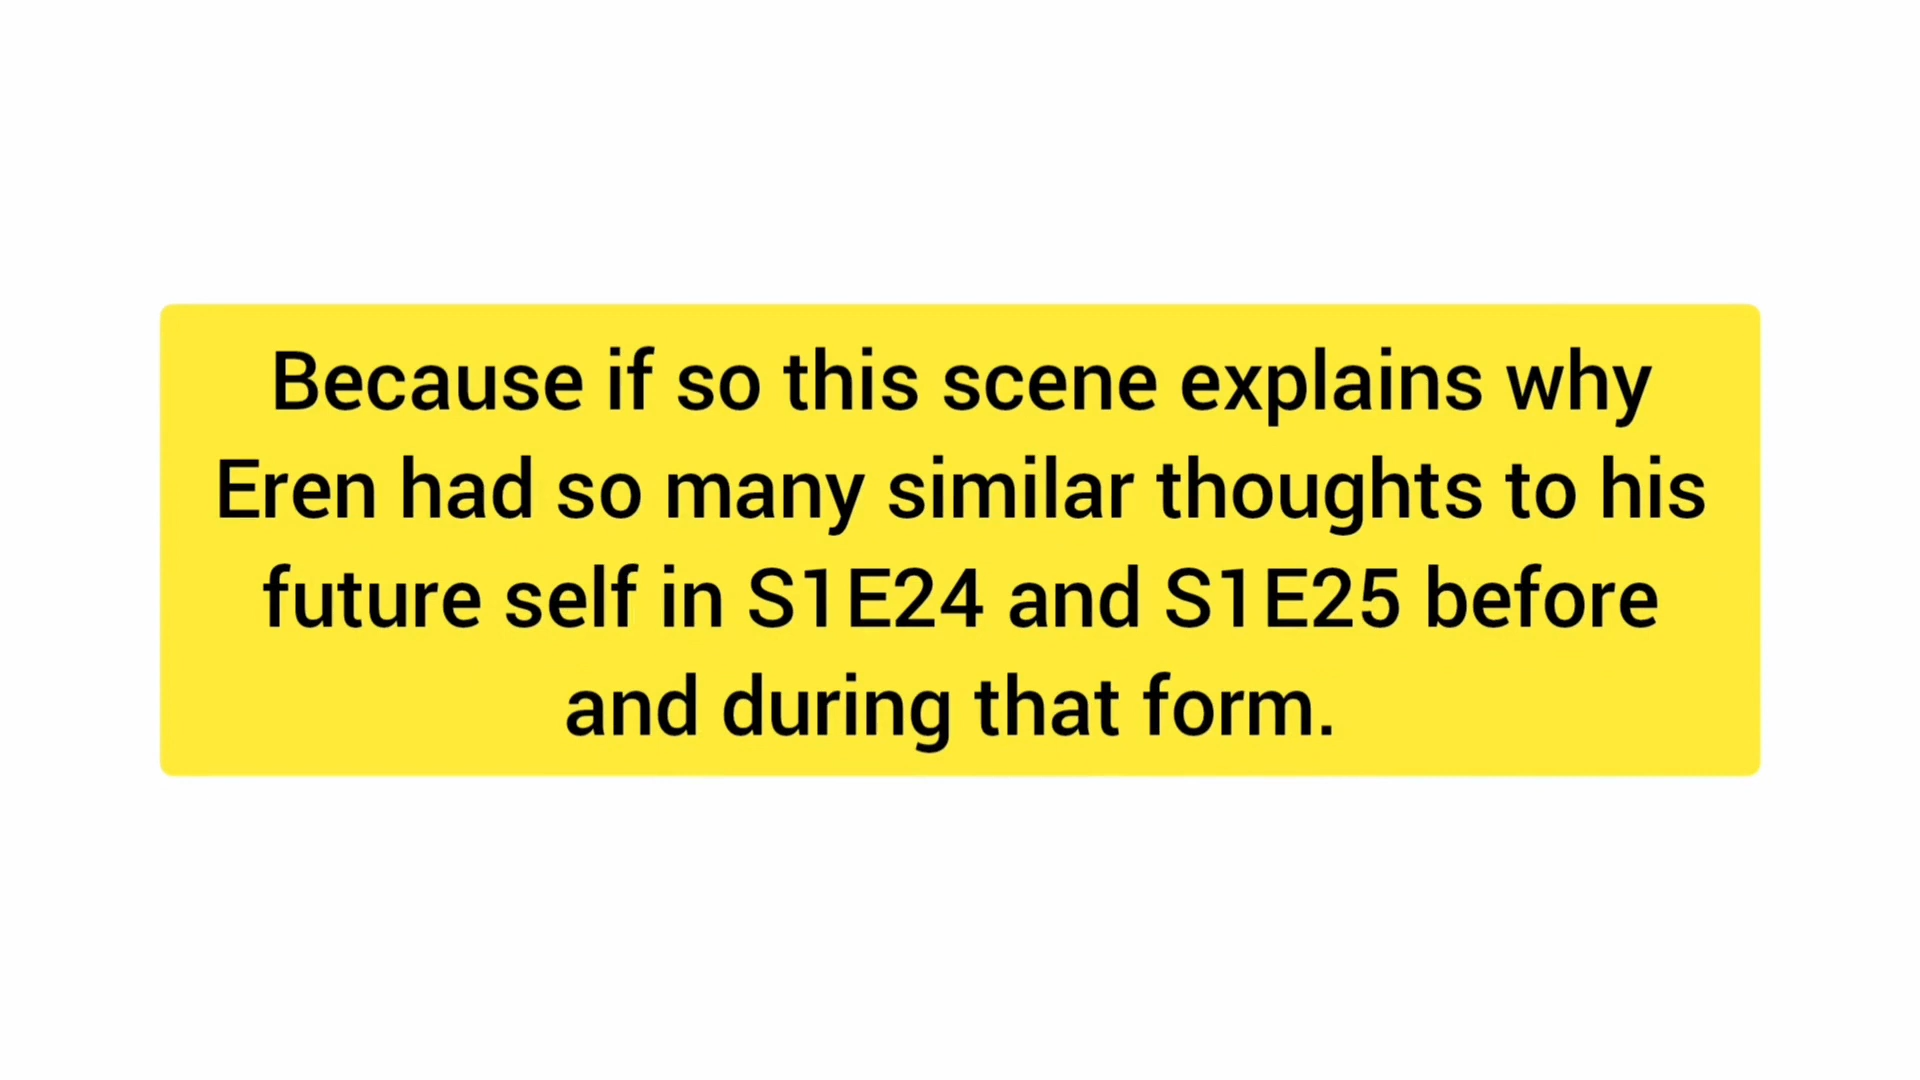 Because if so this scene explains why
Eren had so many similar thoughts to his
future self in S1E24 and S1E25 before
and during that form.